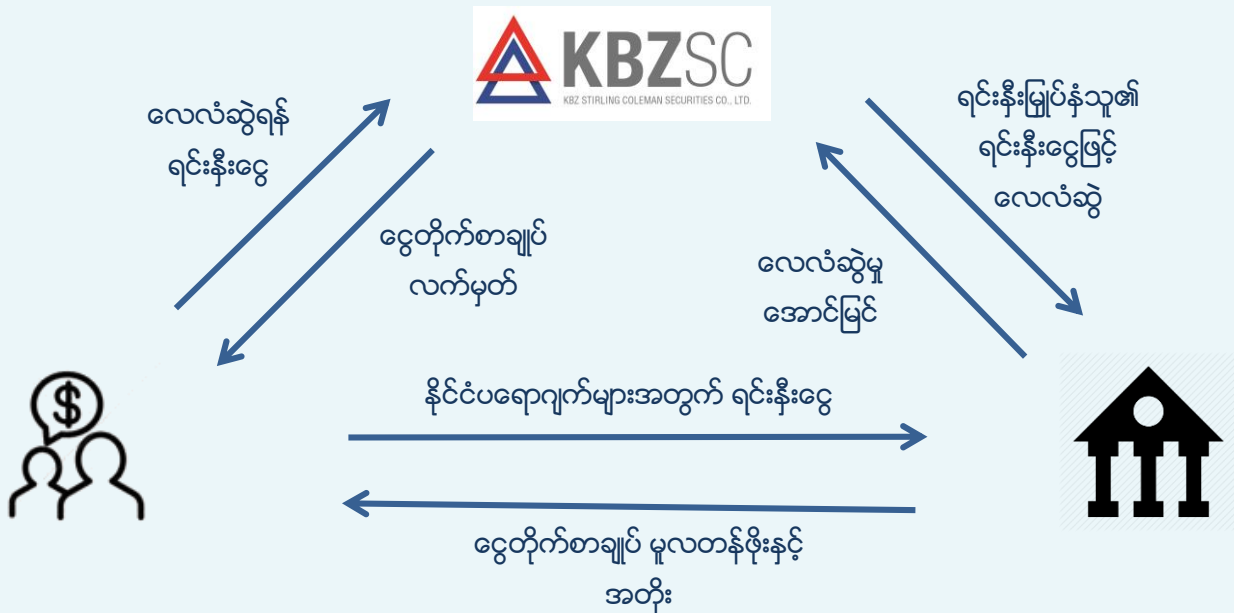 KBZSC
KBZ STIRLING COLEMAN SECURITIES CO., LTD.
လေလံဆွဲရန်
ရင်းနှီးငွေ
ရင်းနှီးမြှုပ်နှံသူ၏
ရင်းနှီးငွေဖြင့်
လေလံဆွဲ
ငွေတိုက်စာချုပ်
လက်မှတ်
လေလံဆွဲမှု
အောင်မြင်
$
နိုင်ငံပရောဂျက်များအတွက် ရင်းနှီးငွေ
ငွေတိုက်စာချုပ် မူလတန်ဖိုးနှင့်
အတိုး